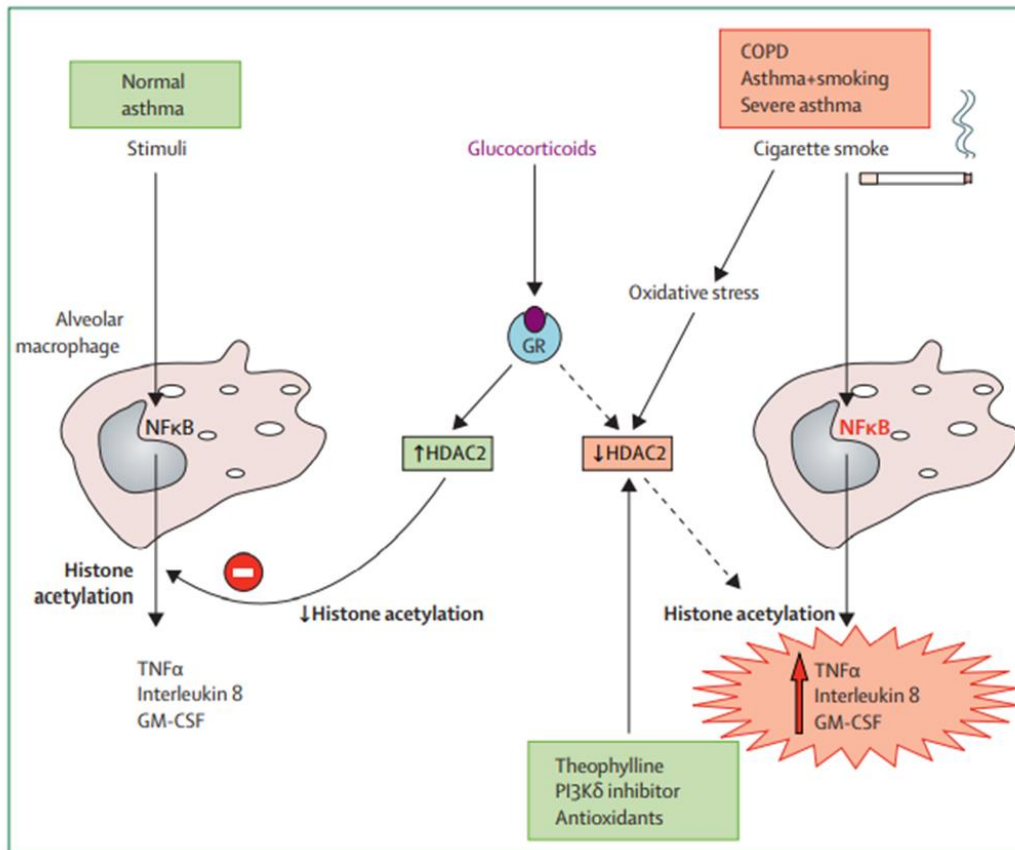 Normal
asthma
Stimuli
Alveolar
macrophage
NFκB
Histone
acetylation
TNFα
Interleukin 8
GM-CSF
Glucocorticoids
GR
↑HDAC2
↓HDAC2
↓Histone acetylation
COPD
Asthma+smoking
Severe asthma
Cigarette smoke
Oxidative stress
NFκB
Histone acetylation
TNFα
Interleukin 8
GM-CSF
Theophylline
PI3Kδ inhibitor
Antioxidants